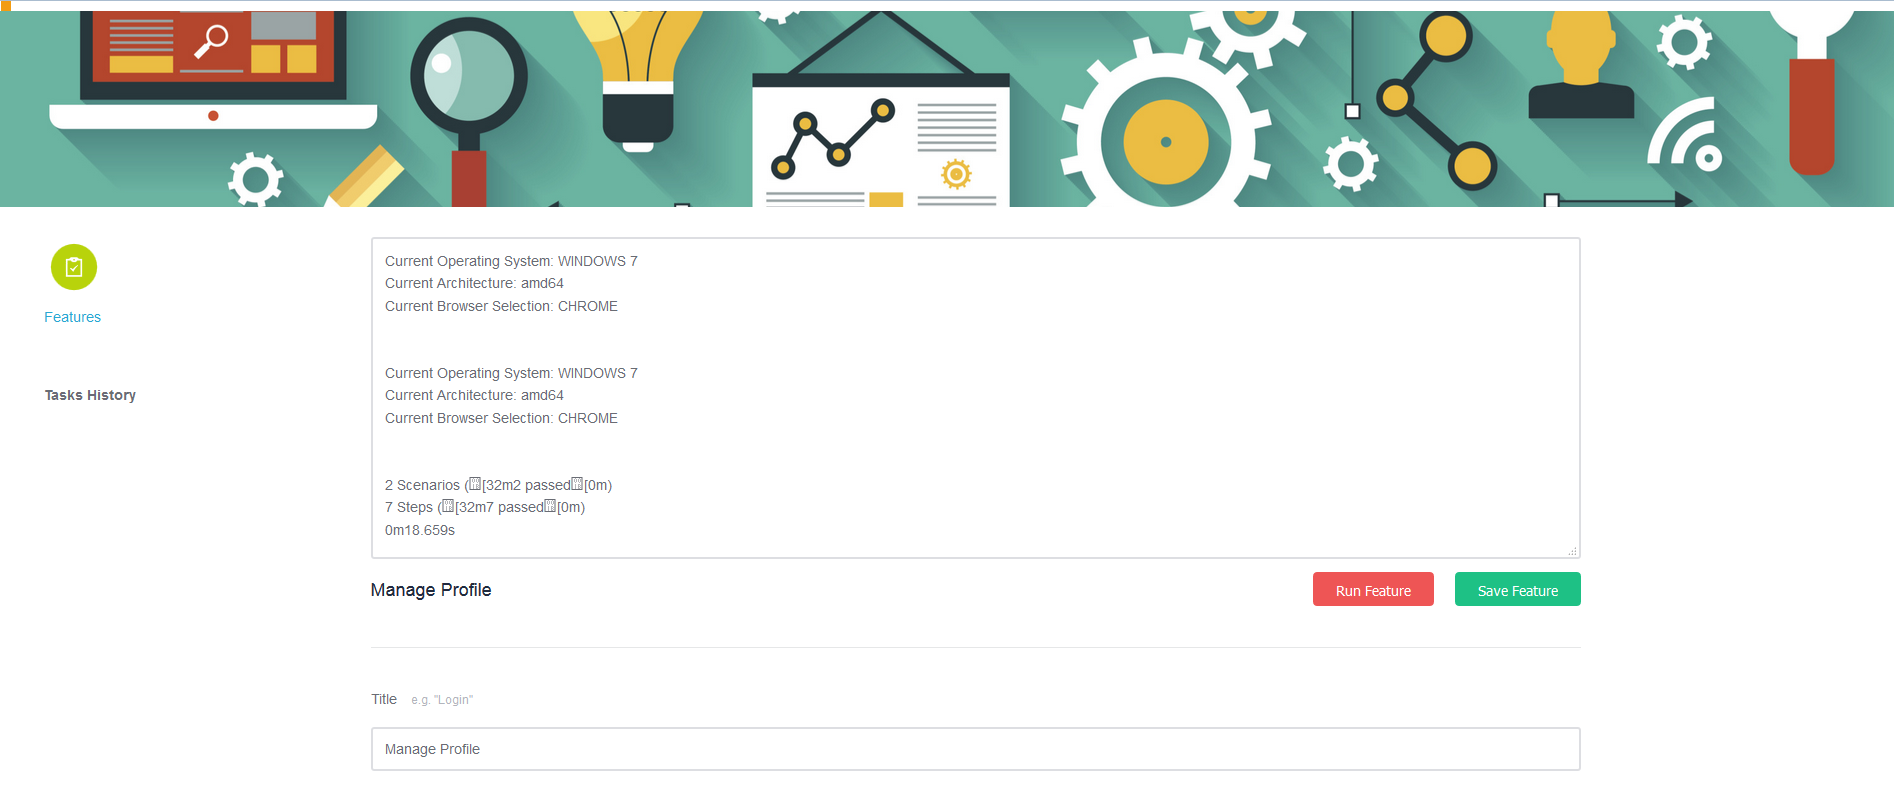 Features
Tasks History
Current Operating System: WINDOWS 7
Current Architecture: amd64
Current Browser Selection: CHROME
Current Operating System: WINDOWS 7
Current Architecture: amd64
Current Browser Selection: CHROME
2 Scenarios (␛[32m2 passed␛[0m)
7 Steps (␛[32m7 passed␛[0m)
0m18.659s
Manage Profile
Run Feature
Save Feature
Title e.g. "Login"
Manage Profile